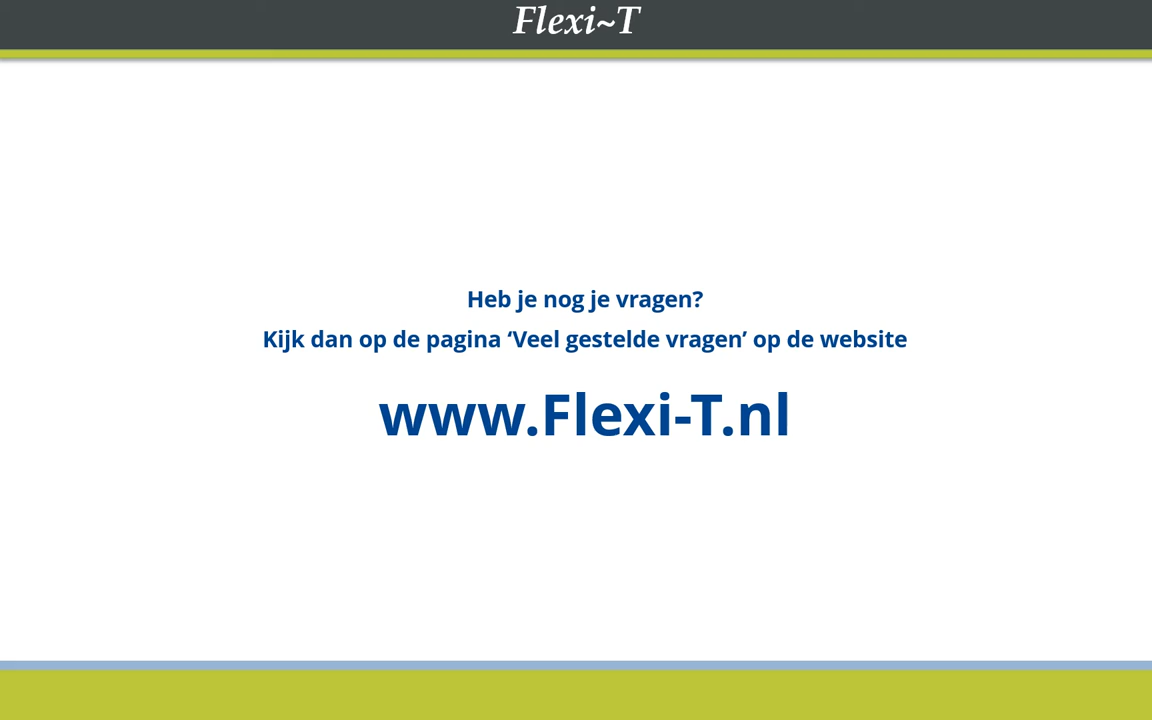 Flexi~T
Heb je nog je vragen?
Kijk dan op de pagina ‘Veel gestelde vragen’ op de website
www.Flexi-T.nl